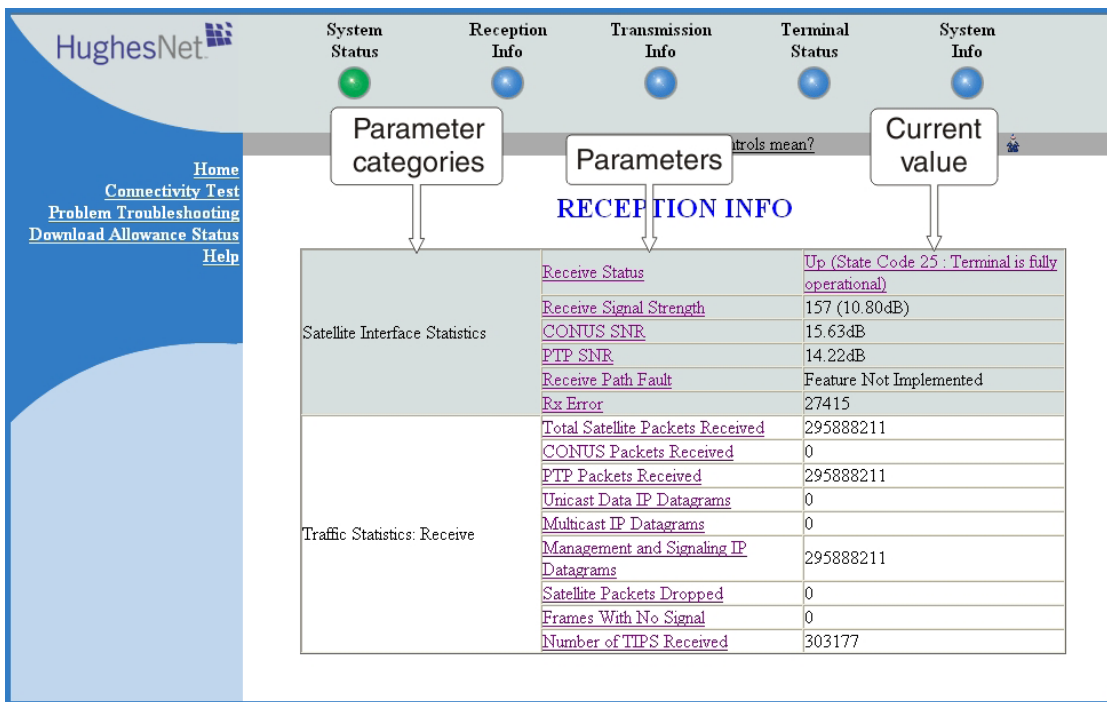 HughesNet.
System Status
Reception Info
Transmission Info
Terminal Status
System Info
Parameter categories
Parameters
Current value
mean?
Home
Connectivity Test
Problem Troubleshooting
Download Allowance Status
Help
RECEPTION INFO
Satellite Interface Statistics
Receive Status
Up (State Code 25 : Terminal is fully operational)
Receive Signal Strength
157 (10.80dB)
CONUS SNR
15.63dB
PTP SNR
14.22dB
Receive Path Fault
Feature Not Implemented
Rx Error
27415
Traffic Statistics: Receive
Total Satellite Packets Received
295888211
CONUS Packets Received
0
PTP Packets Received
295888211
Unicast Data IP Datagrams
0
Multicast IP Datagrams
0
Management and Signaling IP Datagrams
295888211
Satellite Packets Dropped
0
Frames With No Signal
0
Number of TIPS Received
303177